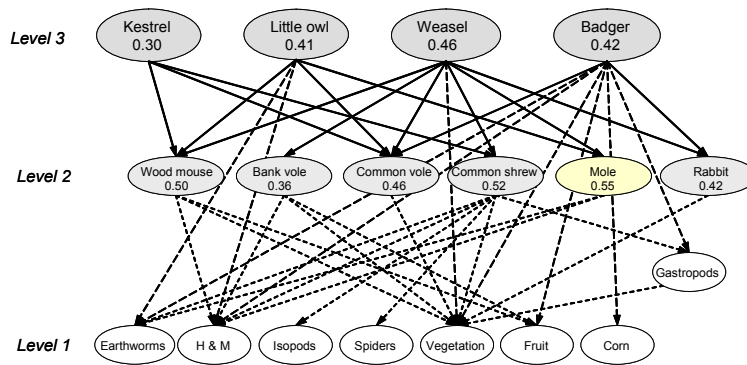 Level 3
Kestrel
0.30
Little owl
0.41
Weasel
0.46
Badger
0.42
Level 2
Wood mouse
0.50
Bank vole
0.36
Common vole
0.46
Common shrew
0.52
Mole
0.55
Rabbit
0.42
Gastropods
Level 1
Earthworms
H & M
Isopods
Spiders
Vegetation
Fruit
Corn